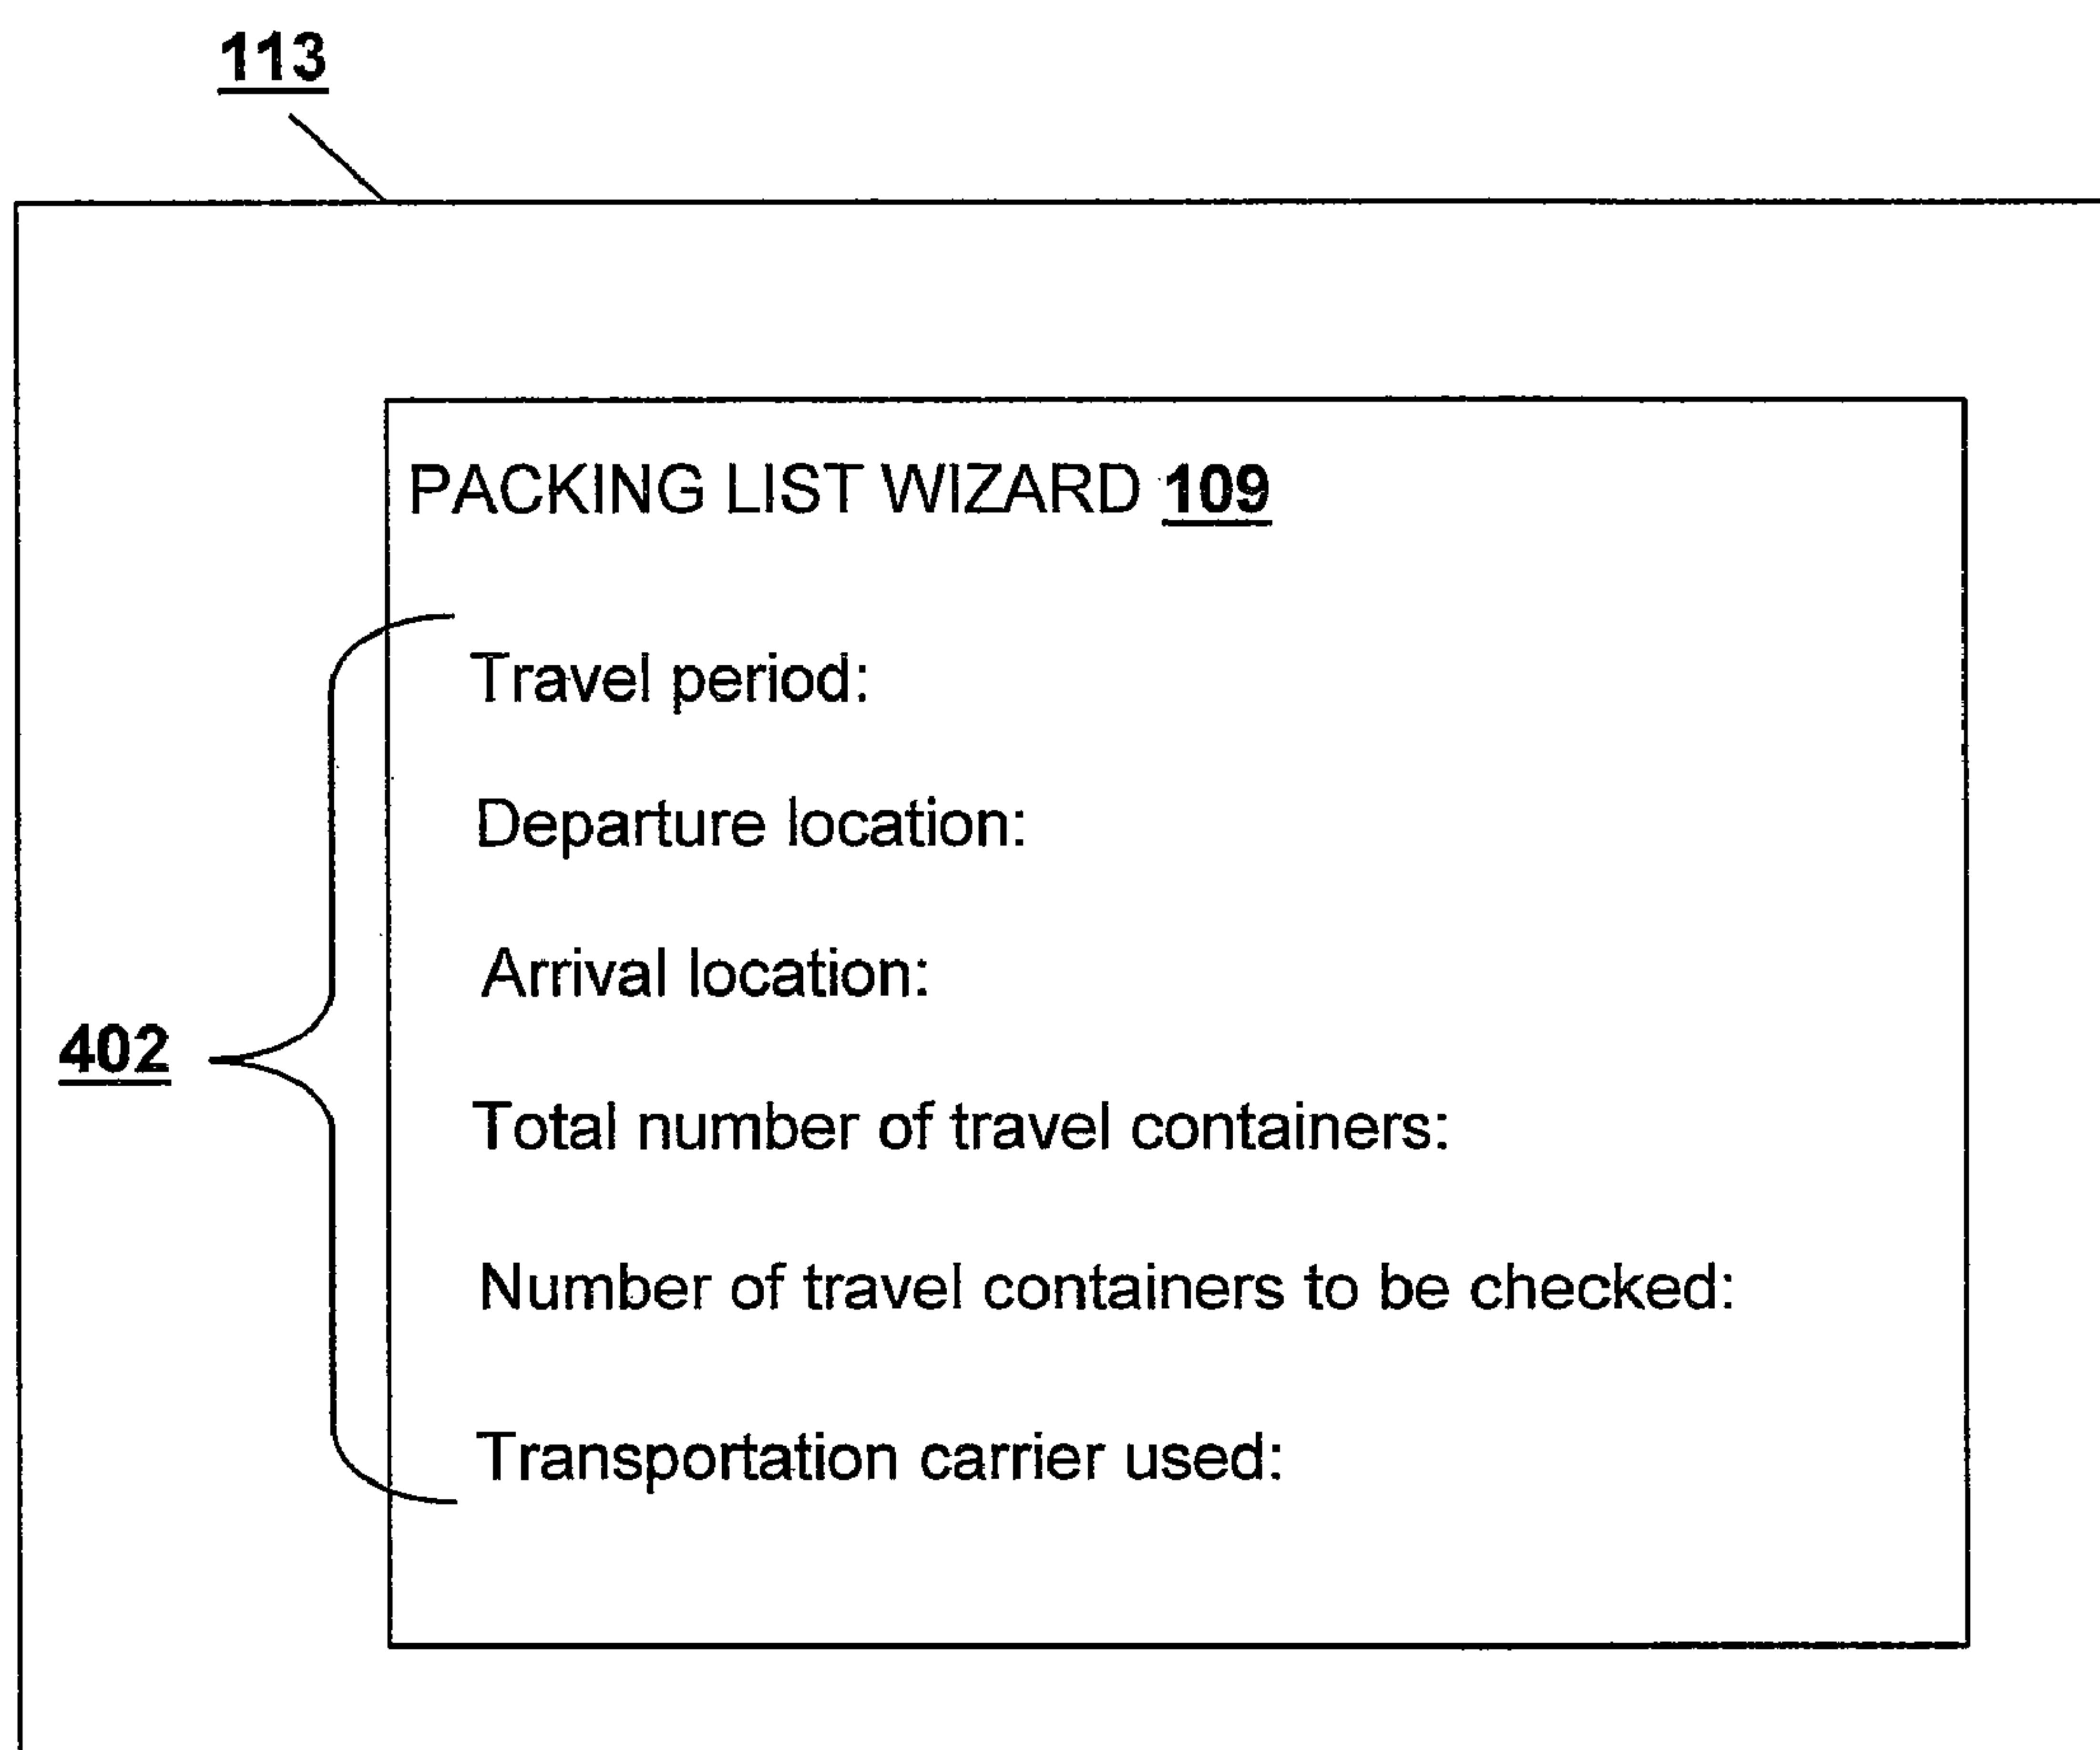 113
PACKING LIST WIZARD 109
Travel period:
Departure location:
Arrival location:
402
Total number of travel containers:
Number of travel containers to be checked:
Transportation carrier used: